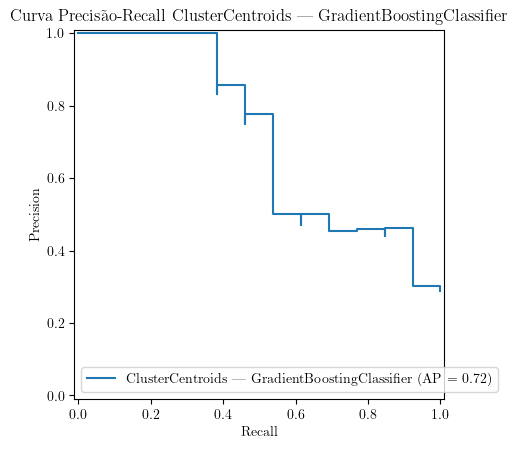 Curva Precisão-Recall ClusterCentroids — GradientBoostingClassifier
1.0
0.8
0.6
0.4
0.2
0.0
Precision
ClusterCentroids — GradientBoostingClassifier (AP = 0.72)
0.0 0.2 0.4 0.6 0.8 1.0
Recall